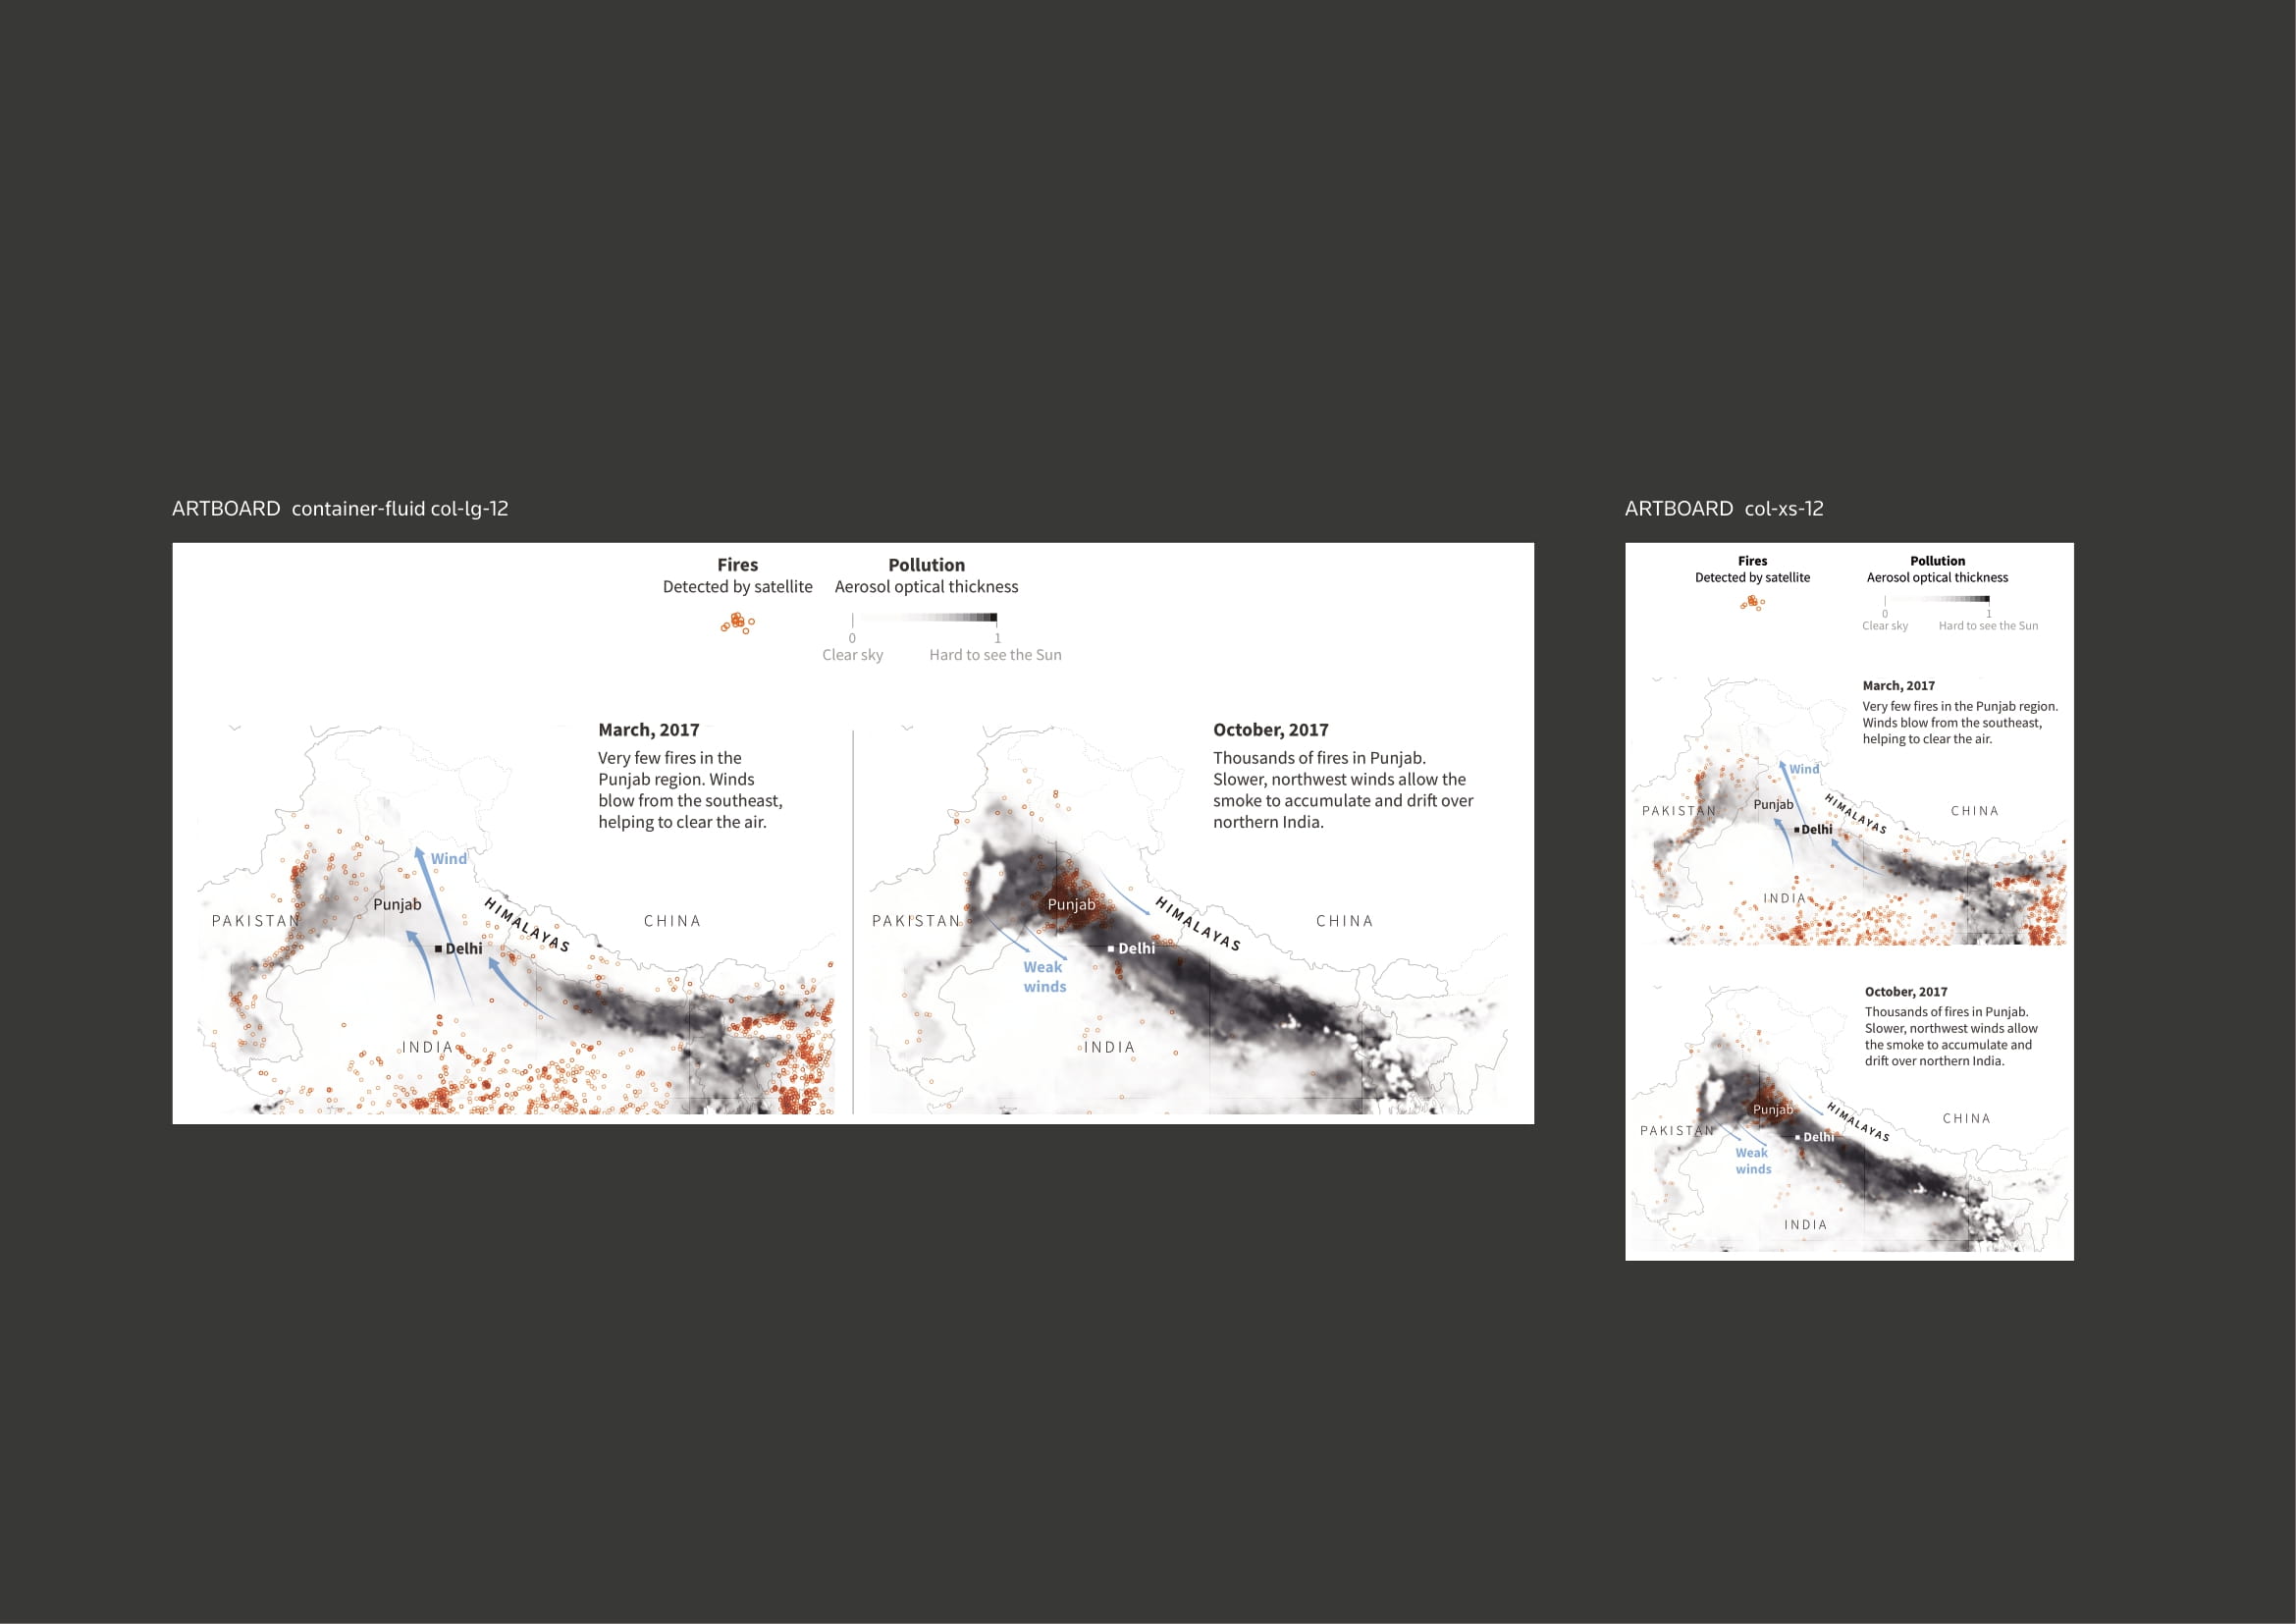 ARTBOARD  container-fluid col-lg-12
Fires
Detected by satellite
Pollution
Aerosol optical thickness
0
1
Clear sky
Hard to see the Sun
March, 2017
Very few fires in the
Punjab region. Winds
blow from the southeast,
helping to clear the air.
Wind
Punjab
PAKISTAN
HIMALAYAS
CHINA
Delhi
INDIA
October, 2017
Thousands of fires in Punjab.
Slower, northwest winds allow the
smoke to accumulate and drift over
northern India.
Punjab
PAKISTAN
HIMALAYAS
CHINA
Delhi
Weak
winds
INDIA
ARTBOARD  col-xs-12
Fires
Detected by satellite
Pollution
Aerosol optical thickness
0
1
Clear sky
Hard to see the Sun
March, 2017
Very few fires in the Punjab region.
Winds blow from the southeast,
helping to clear the air.
Wind
Punjab
PAKISTAN
HIMALAYAS
CHINA
Delhi
INDIA
October, 2017
Thousands of fires in Punjab.
Slower, northwest winds allow
the smoke to accumulate and
drift over northern India.
Punjab
HIMALAYAS
CHINA
PAKISTAN
Delhi
Weak
winds
INDIA